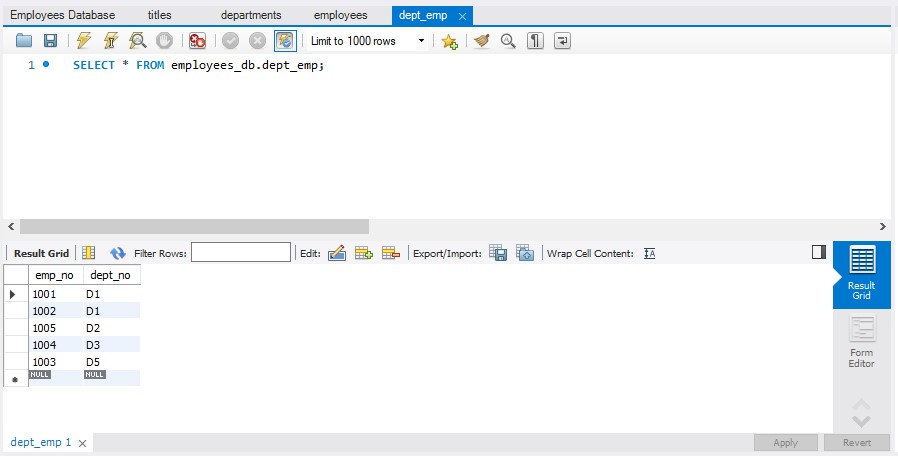 Employees Database titles departments employees dept_emp
Limit to 1000 rows
1 SELECT * FROM employees_db.dept_emp;
Result Grid Filter Rows: Edit: Export/Import: Wrap Cell Content:
emp_no dept_no
1001 D1
1002 D1
1005 D2
1004 D3
1003 D5
NULL NULL
Result
Grid
Form
Editor
dept_emp 1 Apply Revert